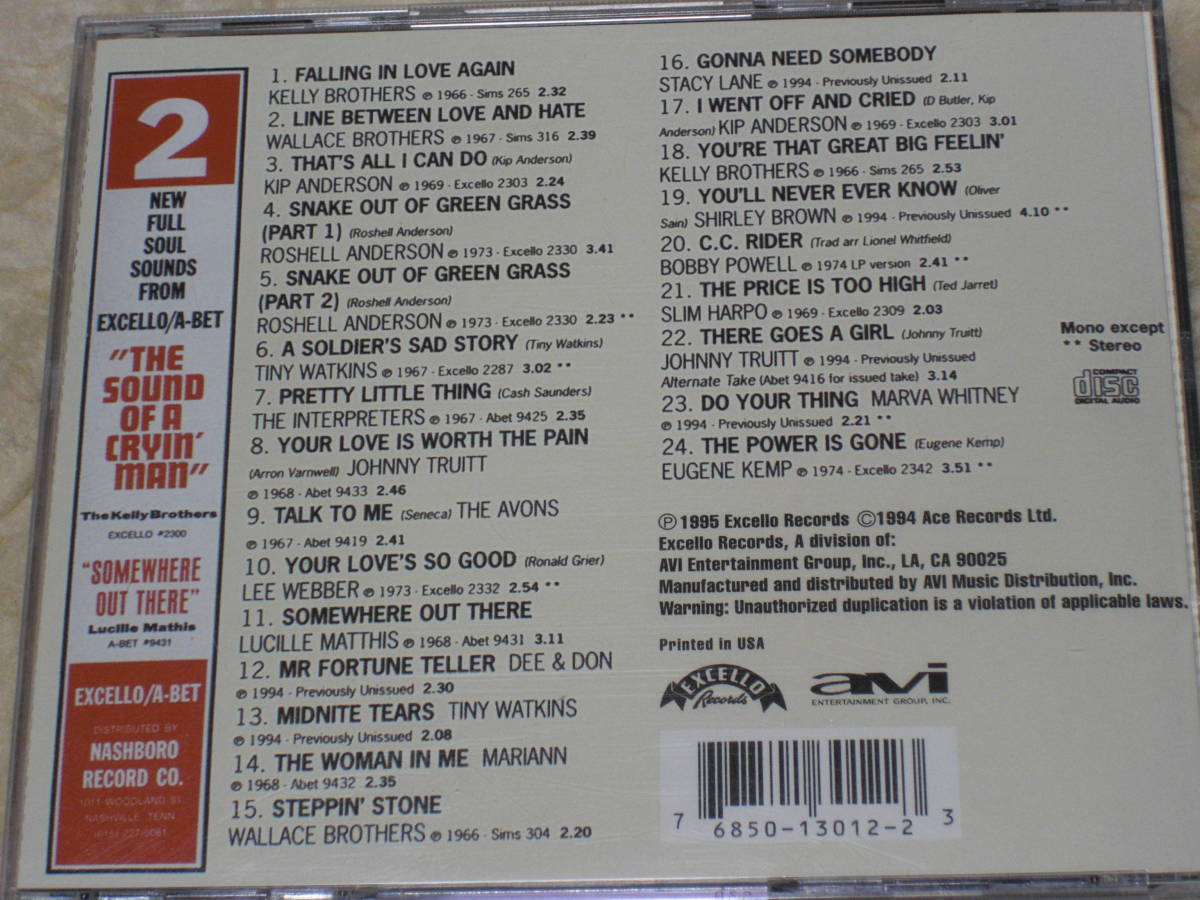 2
NEW
FULL
SOUL
SOUNDS
FROM
EXCELLO/A-BET
"THE
SOUND
OF A
CRYIN'
MAN"
The Kelly Brothers
EXCELLO #2300
"SOMEWHERE
OUT THERE"
Lucille Mathis
A-BET #9431
EXCELLO/A-BET
DISTRIBUTED BY
NASHBORO
RECORD CO.
1011 WOODLAND ST.
NASHVILLE, TENN.
(615) 227-5081
1. FALLING IN LOVE AGAIN
KELLY BROTHERS ℗ 1966 · Sims 265 2.32
2. LINE BETWEEN LOVE AND HATE
WALLACE BROTHERS ℗ 1967 · Sims 316 2.39
3. THAT'S ALL I CAN DO (Kip Anderson)
KIP ANDERSON ℗ 1969 · Excello 2303 2.24
4. SNAKE OUT OF GREEN GRASS
(PART 1) (Roshell Anderson)
ROSHELL ANDERSON ℗ 1973 · Excello 2330 3.41
5. SNAKE OUT OF GREEN GRASS
(PART 2) (Roshell Anderson)
ROSHELL ANDERSON ℗ 1973 · Excello 2330 2.23 **
6. A SOLDIER'S SAD STORY (Tiny Watkins)
TINY WATKINS ℗ 1967 · Excello 2287 3.02 **
7. PRETTY LITTLE THING (Cash Saunders)
THE INTERPRETERS ℗ 1967 · Abet 9425 2.35
8. YOUR LOVE IS WORTH THE PAIN
(Arron Varnwell) JOHNNY TRUITT
℗ 1968 · Abet 9433 2.46
9. TALK TO ME (Seneca) THE AVONS
℗ 1967 · Abet 9419 2.41
10. YOUR LOVE'S SO GOOD (Ronald Grier)
LEE WEBBER ℗ 1973 · Excello 2332 2.54 **
11. SOMEWHERE OUT THERE
LUCILLE MATTHIS ℗ 1968 · Abet 9431 3.11
12. MR FORTUNE TELLER DEE & DON
℗ 1994 · Previously Unissued 2.30
13. MIDNITE TEARS TINY WATKINS
℗ 1994 · Previously Unissued 2.08
14. THE WOMAN IN ME MARIANN
℗ 1968 · Abet 9432 2.35
15. STEPPIN' STONE
WALLACE BROTHERS ℗ 1966 · Sims 304 2.20
16. GONNA NEED SOMEBODY
STACY LANE ℗ 1994 · Previously Unissued 2.11
17. I WENT OFF AND CRIED (D Butler, Kip
Anderson) KIP ANDERSON ℗ 1969 · Excello 2303 3.01
18. YOU'RE THAT GREAT BIG FEELIN'
KELLY BROTHERS ℗ 1966 · Sims 265 2.53
19. YOU'LL NEVER EVER KNOW (Oliver
Sain) SHIRLEY BROWN ℗ 1994 · Previously Unissued 4.10 **
20. C.C. RIDER (Trad arr Lionel Whitfield)
BOBBY POWELL ℗ 1974 LP version 2.41 **
21. THE PRICE IS TOO HIGH (Ted Jarret)
SLIM HARPO ℗ 1969 · Excello 2309 2.03
22. THERE GOES A GIRL (Johnny Truitt)
JOHNNY TRUITT ℗ 1994 · Previously Unissued
Alternate Take (Abet 9416 for issued take) 3.14
23. DO YOUR THING MARVA WHITNEY
℗ 1994 · Previously Unissued 2.21 **
24. THE POWER IS GONE (Eugene Kemp)
EUGENE KEMP ℗ 1974 · Excello 2342 3.51 **
Mono except
** Stereo
COMPACT
disc
DIGITAL AUDIO
℗ 1995 Excello Records ©1994 Ace Records Ltd.
Excello Records, A division of:
AVI Entertainment Group, Inc., LA, CA 90025
Manufactured and distributed by AVI Music Distribution, Inc.
Warning: Unauthorized duplication is a violation of applicable laws.
Printed in USA
EXCELLO
Records
avi
ENTERTAINMENT GROUP, INC.
7 6850-13012-2 3